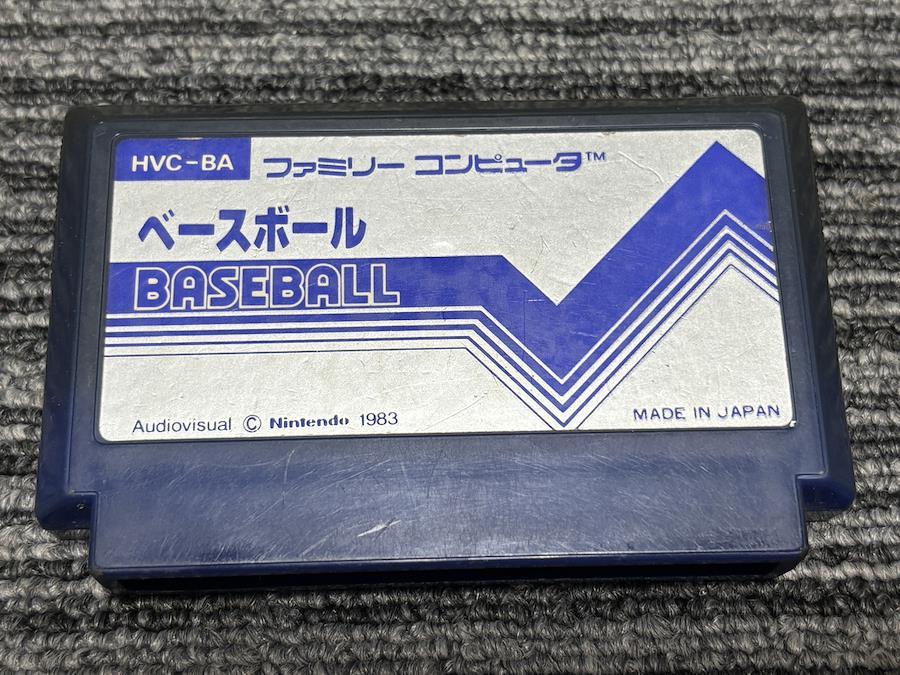 HVC-BA ファミリー コンピュータ™
ベースボール
BASEBALL
Audiovisual © Nintendo 1983
MADE IN JAPAN